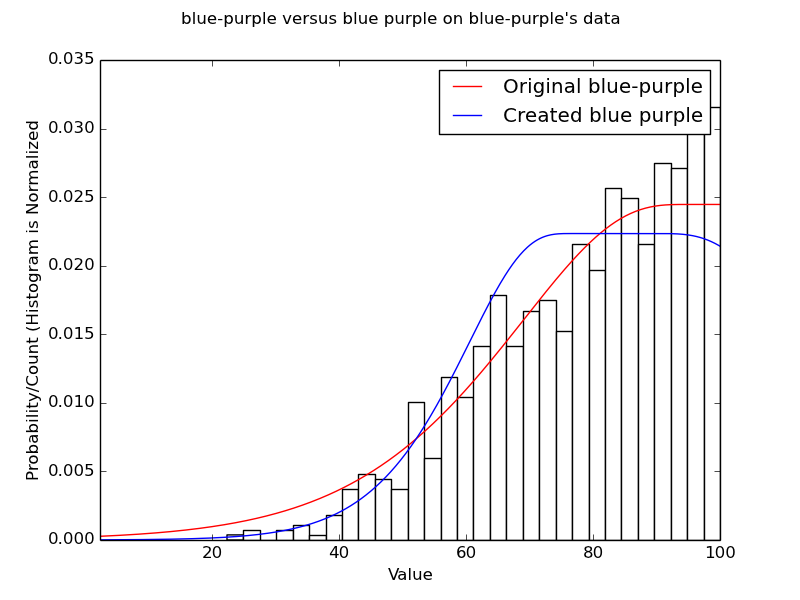 blue-purple versus blue purple on blue-purple's data
0.035
0.030
0.025
0.020
0.015
0.010
0.005
0.000
Probability/Count (Histogram is Normalized
Original blue-purple
Created blue purple
20 40 60 80 100
Value